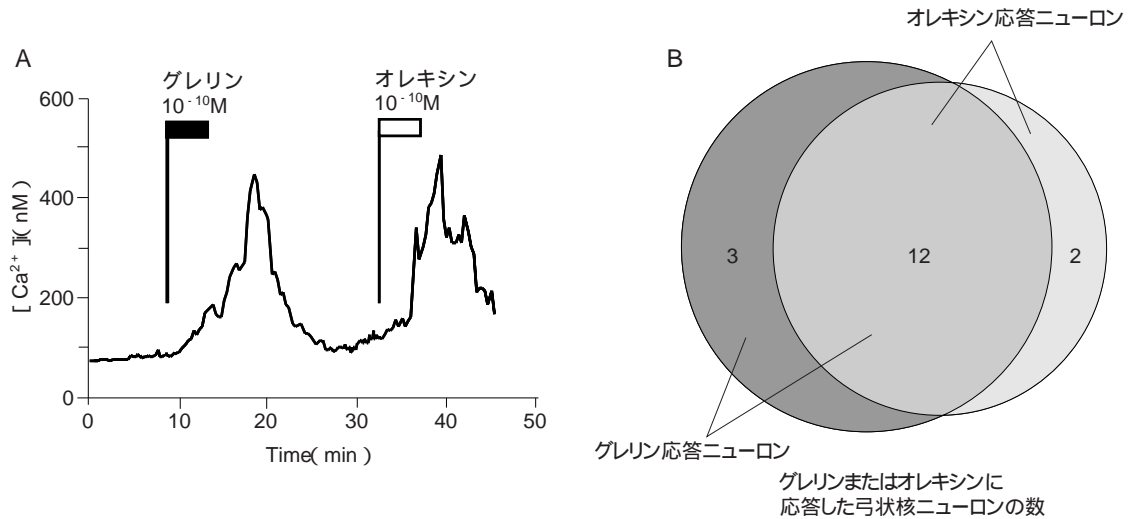 A
グレリン
10⁻¹⁰M
オレキシン
10⁻¹⁰M
600
400
200
0
[Ca²⁺]i(nM)
0
10
20
30
40
50
Time(min)
B
オレキシン応答ニューロン
3
12
2
グレリン応答ニューロン
グレリンまたはオレキシンに
応答した弓状核ニューロンの数